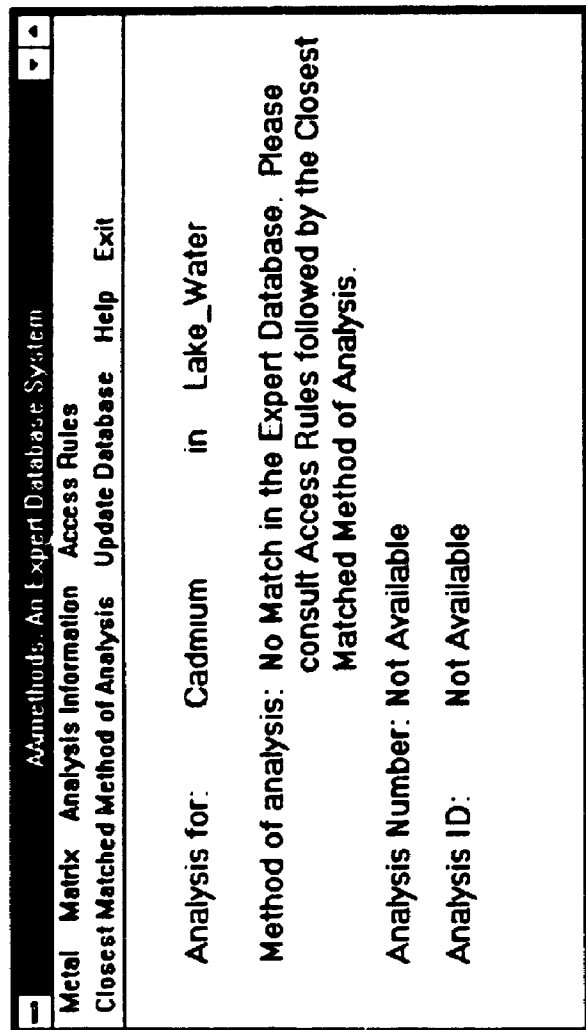 AAmethods. An Expert Database System
Metal Matrix Analysis Information Access Rules
Closest Matched Method of Analysis Update Database Help Exit
Analysis for: Cadmium in Lake_Water
Method of analysis: No Match in the Expert Database. Please
consult Access Rules followed by the Closest
Matched Method of Analysis.
Analysis Number: Not Available
Analysis ID: Not Available